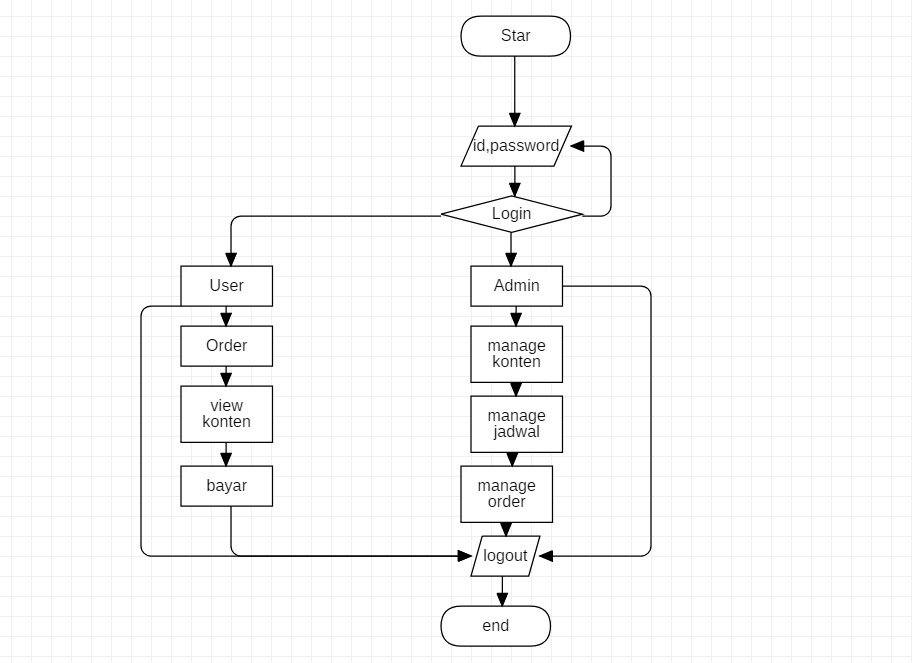 Star
id,password
Login
User
Order
view
konten
bayar
Admin
manage
konten
manage
jadwal
manage
order
logout
end